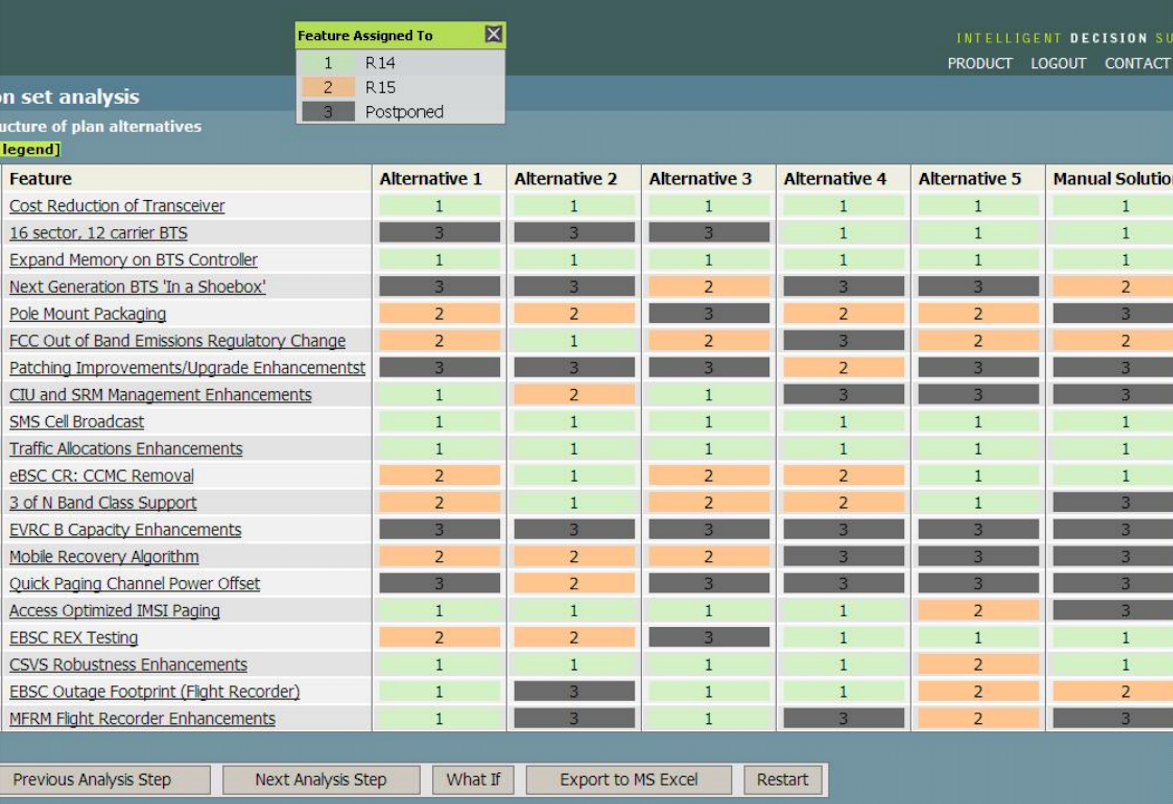 Feature Assigned To
1 R14
2 R15
3 Postponed
INTELLIGENT DECISION SU
PRODUCT LOGOUT CONTACT
on set analysis
ucture of plan alternatives
legend]
Feature Alternative 1 Alternative 2 Alternative 3 Alternative 4 Alternative 5 Manual Solution
Cost Reduction of Transceiver 1 1 1 1 1 1
16 sector, 12 carrier BTS 3 3 3 1 1 1
Expand Memory on BTS Controller 1 1 1 1 1 1
Next Generation BTS 'In a Shoebox' 3 3 2 3 3 2
Pole Mount Packaging 2 2 3 2 2 3
FCC Out of Band Emissions Regulatory Change 2 1 2 3 2 2
Patching Improvements/Upgrade Enhancementst 3 3 3 2 3 3
CIU and SRM Management Enhancements 1 2 1 3 3 3
SMS Cell Broadcast 1 1 1 1 1 1
Traffic Allocations Enhancements 1 1 1 1 1 1
eBSC CR: CCMC Removal 2 1 2 2 1 1
3 of N Band Class Support 2 1 2 2 1 3
EVRC B Capacity Enhancements 3 3 3 3 3 3
Mobile Recovery Algorithm 2 2 2 3 3 3
Quick Paging Channel Power Offset 3 2 3 3 3 3
Access Optimized IMSI Paging 1 1 1 1 2 3
EBSC REX Testing 2 2 3 1 1 1
CSVS Robustness Enhancements 1 1 1 1 2 1
EBSC Outage Footprint (Flight Recorder) 1 3 1 1 2 2
MFRM Flight Recorder Enhancements 1 3 1 3 2 3
Previous Analysis Step Next Analysis Step What If Export to MS Excel Restart